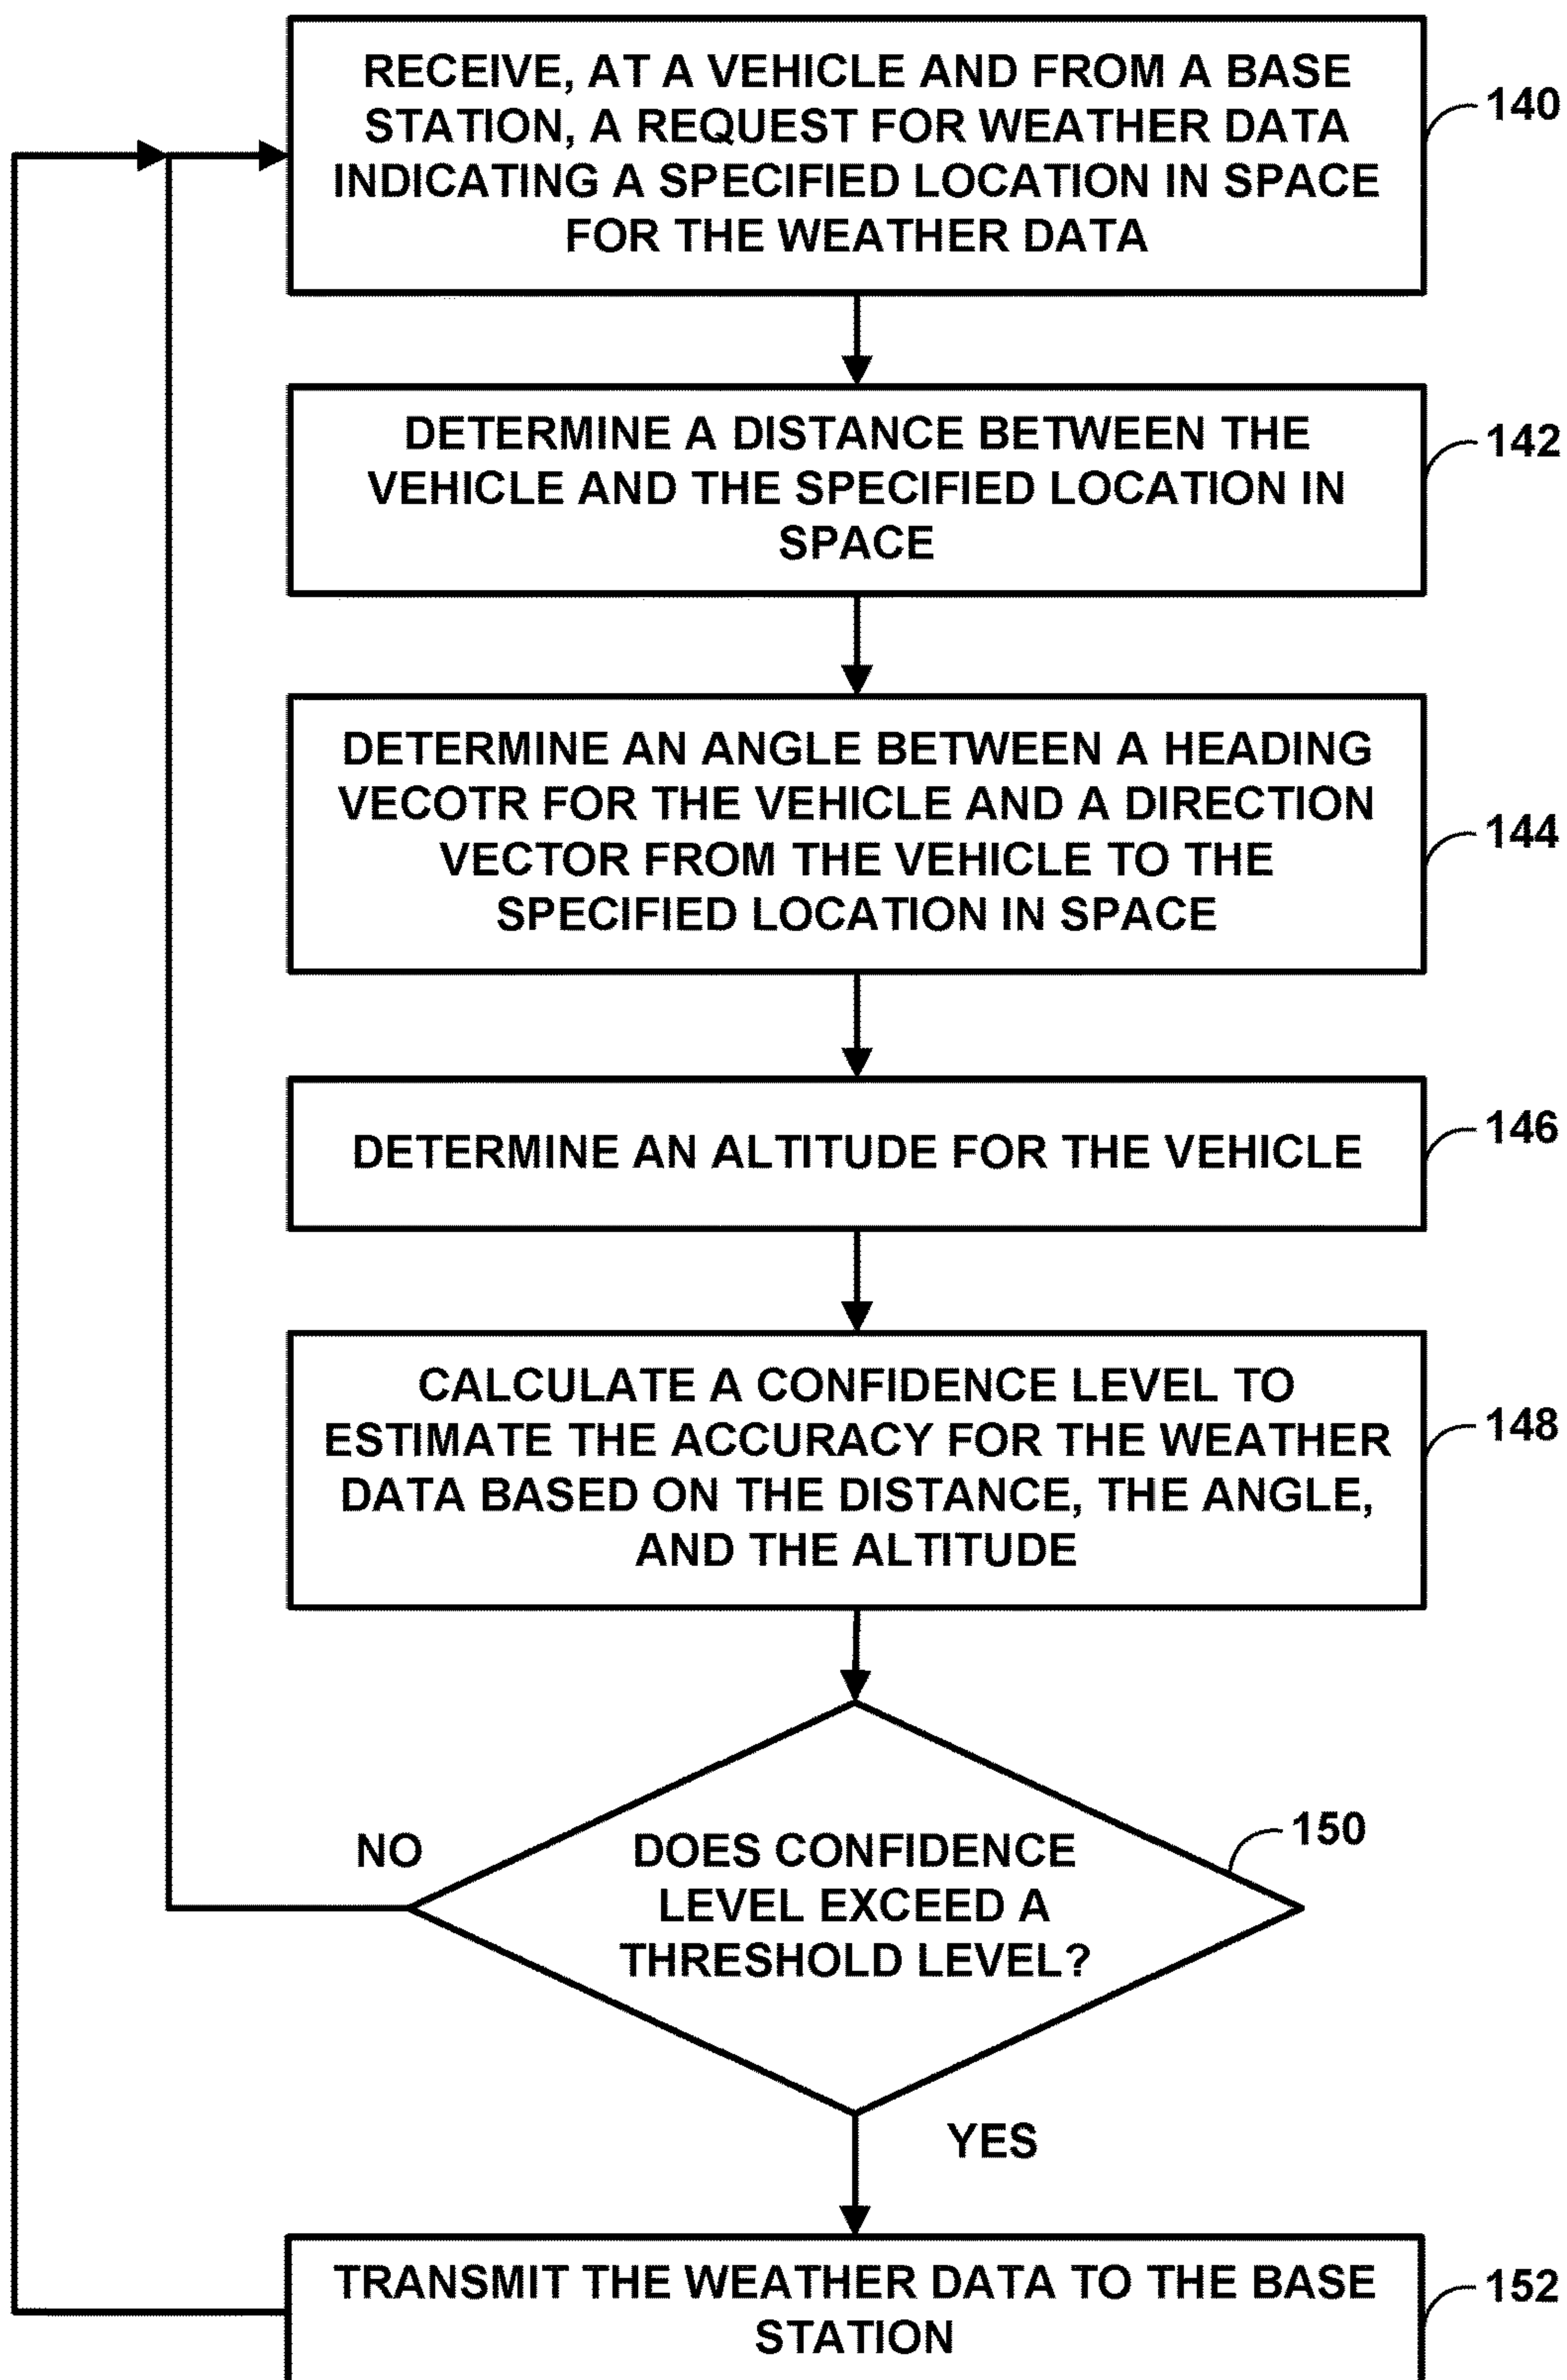 RECEIVE, AT A VEHICLE AND FROM A BASE
STATION, A REQUEST FOR WEATHER DATA
INDICATING A SPECIFIED LOCATION IN SPACE
FOR THE WEATHER DATA
140
DETERMINE A DISTANCE BETWEEN THE
VEHICLE AND THE SPECIFIED LOCATION IN
SPACE
142
DETERMINE AN ANGLE BETWEEN A HEADING
VECOTR FOR THE VEHICLE AND A DIRECTION
VECTOR FROM THE VEHICLE TO THE
SPECIFIED LOCATION IN SPACE
144
DETERMINE AN ALTITUDE FOR THE VEHICLE
146
CALCULATE A CONFIDENCE LEVEL TO
ESTIMATE THE ACCURACY FOR THE WEATHER
DATA BASED ON THE DISTANCE, THE ANGLE,
AND THE ALTITUDE
148
NO
DOES CONFIDENCE
LEVEL EXCEED A
THRESHOLD LEVEL?
150
YES
TRANSMIT THE WEATHER DATA TO THE BASE
STATION
152